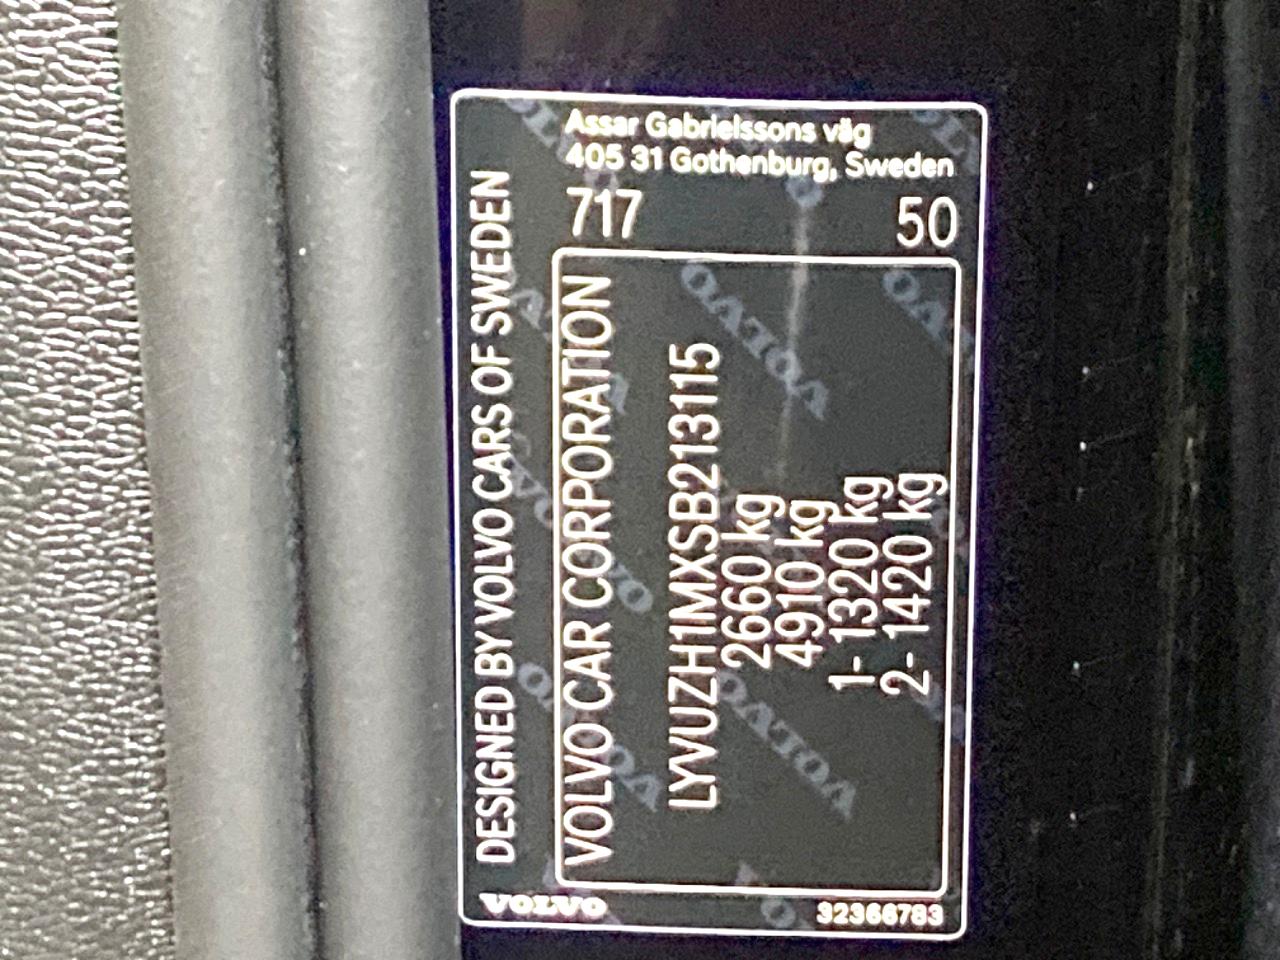 Assar Gabrielssons väg
405 31 Gothenburg, Sweden
717
50
DESIGNED BY VOLVO CARS OF SWEDEN
VOLVO CAR CORPORATION
LYVUZH1MXSB213115
2660 kg
4910 kg
1- 1320 kg
2- 1420 kg
VOLVO
32366783